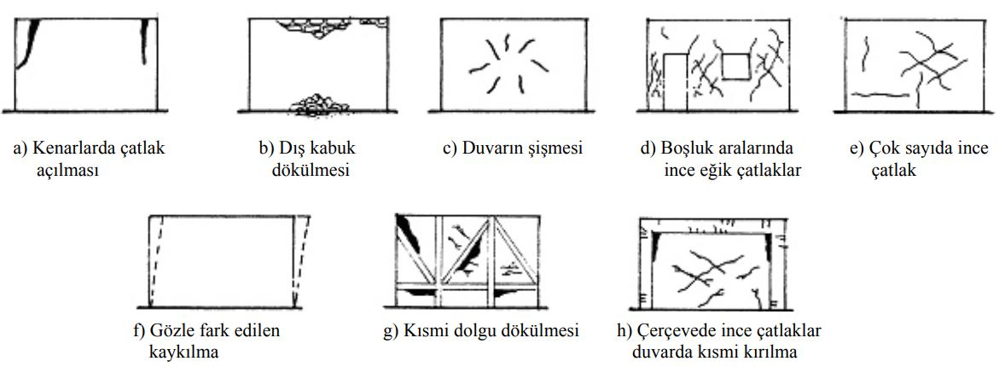 a) Kenarlarda çatlak
açılması
b) Dış kabuk
dökülmesi
c) Duvarın şişmesi
d) Boşluk aralarında
ince eğik çatlaklar
e) Çok sayıda ince
çatlak
f) Gözle fark edilen
kaykılma
g) Kısmi dolgu dökülmesi
h) Çerçevede ince çatlaklar
duvarda kısmi kırılma